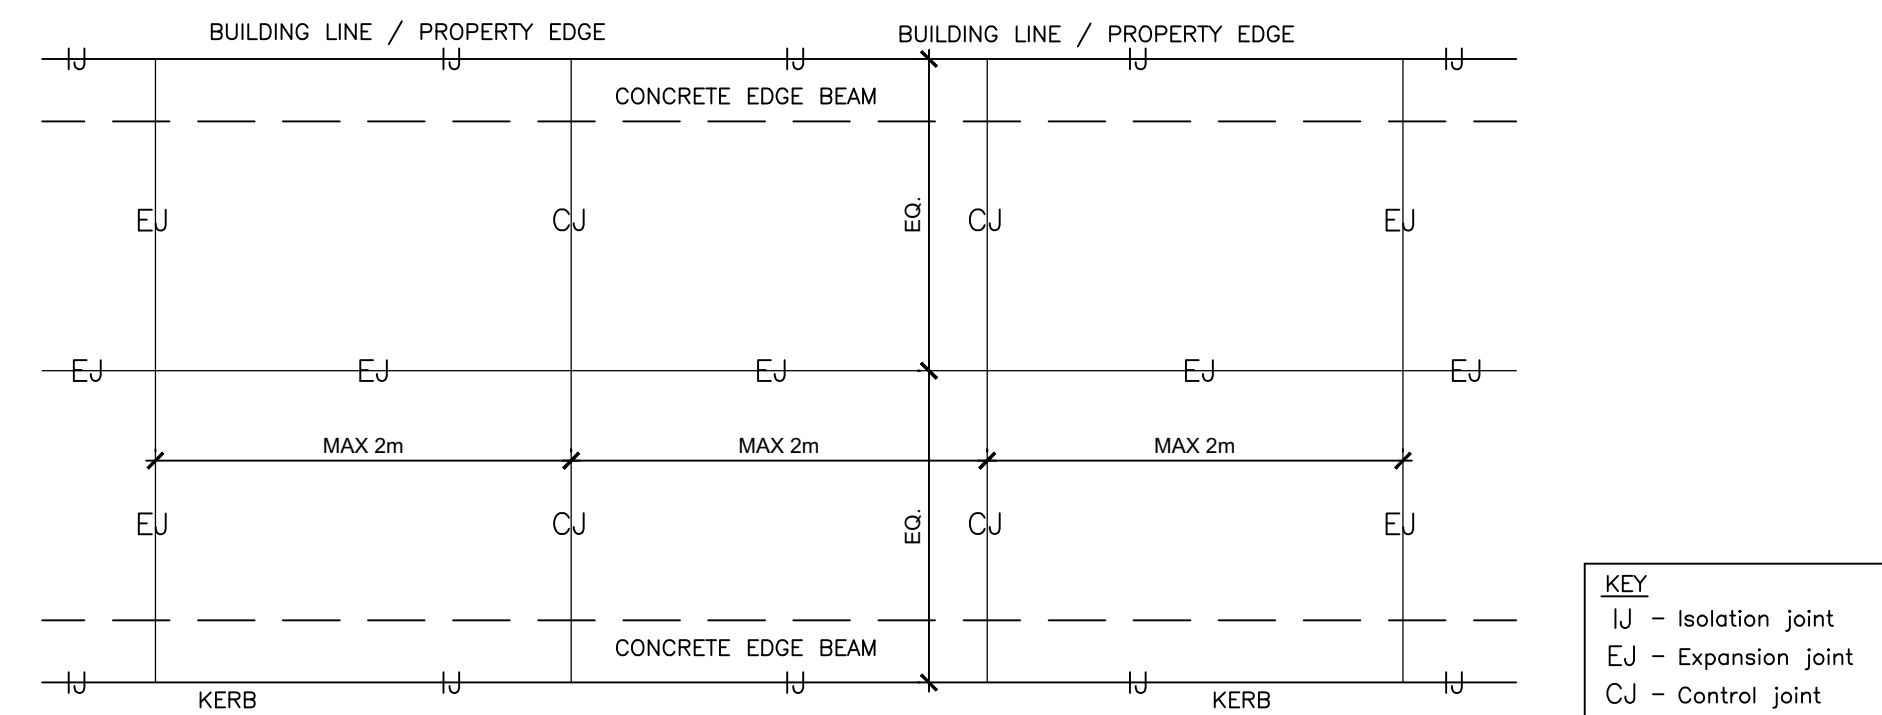 BUILDING LINE / PROPERTY EDGE
BUILDING LINE / PROPERTY EDGE
IJ
IJ
IJ
IJ
IJ
CONCRETE EDGE BEAM
EJ
CJ
EQ.
CJ
EJ
EJ
EJ
EJ
EJ
EJ
MAX 2m
MAX 2m
MAX 2m
EJ
CJ
EQ.
CJ
EJ
CONCRETE EDGE BEAM
IJ
IJ
IJ
IJ
IJ
KERB
KERB
KEY
IJ - Isolation joint
EJ - Expansion joint
CJ - Control joint